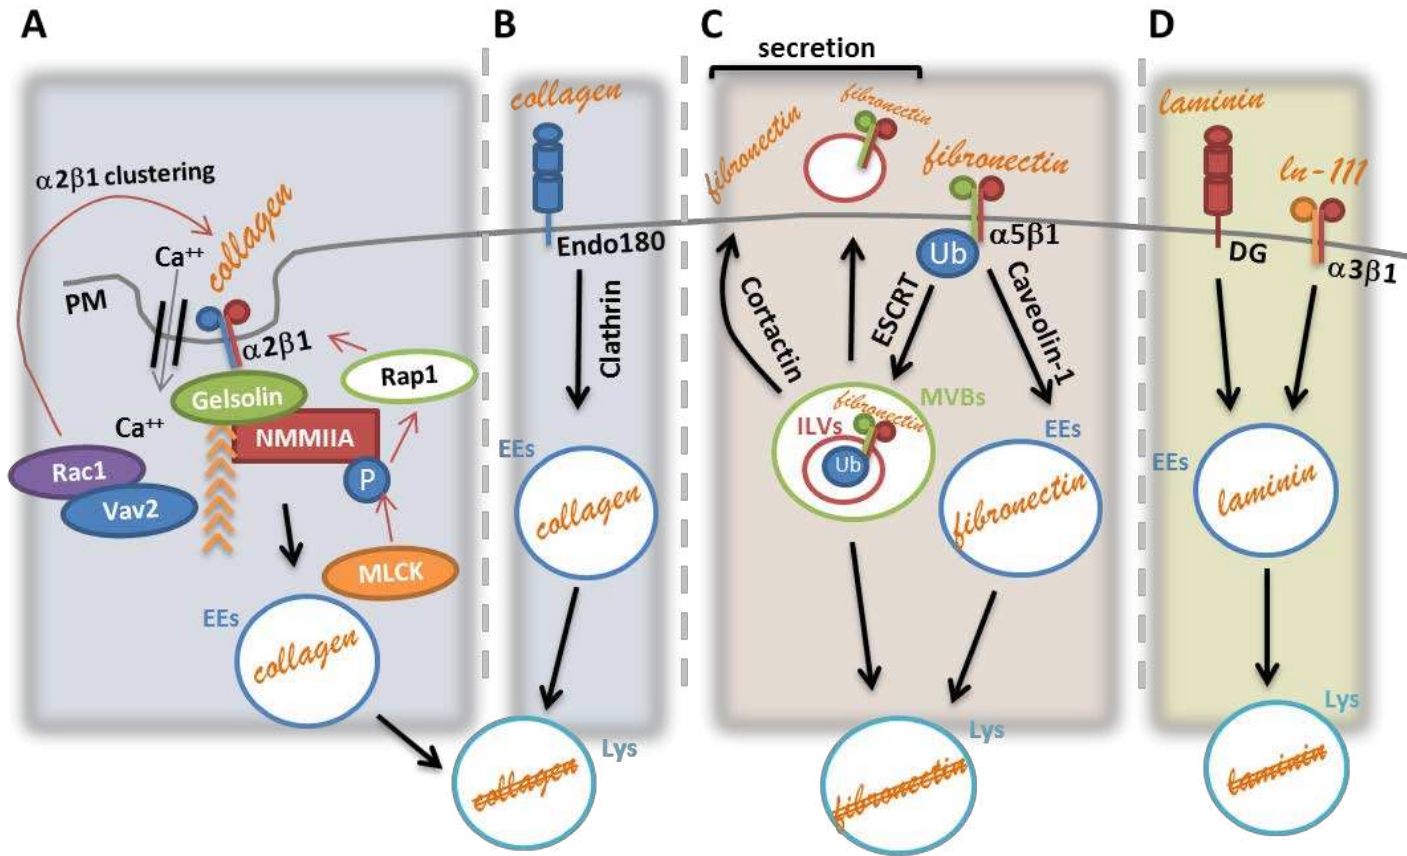 A
B
C
D
secretion
α2β1 clustering
Ca++
collagen
PM
α2β1
Rap1
Gelsolin
NMMIIA
Ca++
Rac1
Vav2
P
MLCK
EEs
collagen
collagen
Endo180
Clathrin
EEs
collagen
Lys
collagen
fibronectin
fibronectin
fibronectin
Ub
α5β1
Cortactin
ESCRT
Caveolin-1
MVBs
fibronectin
ILVs
Ub
EEs
fibronectin
Lys
fibronectin
laminin
ln-111
DG
α3β1
EEs
laminin
Lys
laminin